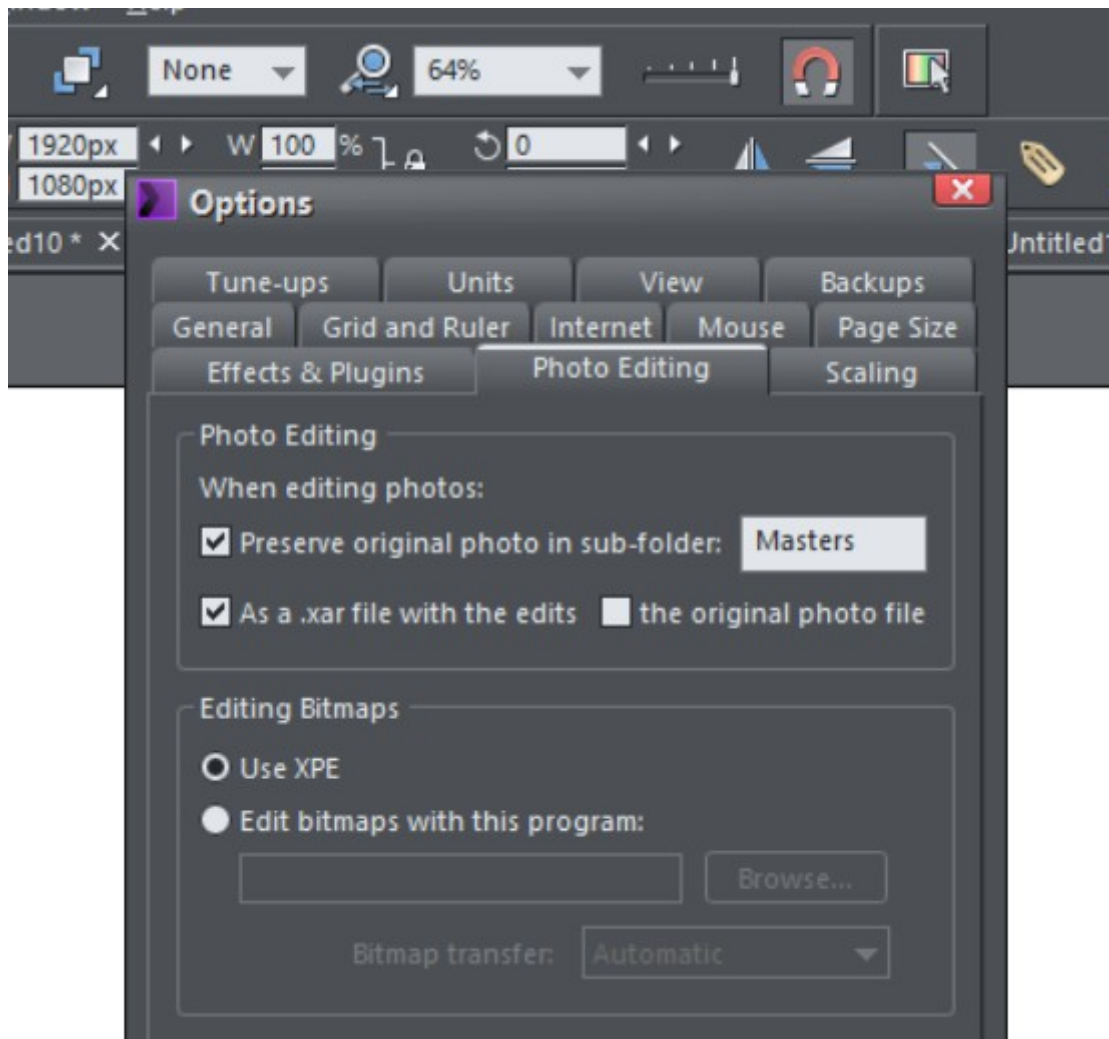 Help
None
64%
1920px
W 100 %
0
1080px
Options
ed10 * X
Untitled
Tune-ups
Units
View
Backups
General
Grid and Ruler
Internet
Mouse
Page Size
Effects & Plugins
Photo Editing
Scaling
Photo Editing
When editing photos:
Preserve original photo in sub-folder: Masters
As a .xar file with the edits
the original photo file
Editing Bitmaps
Use XPE
Edit bitmaps with this program:
Browse...
Bitmap transfer: Automatic